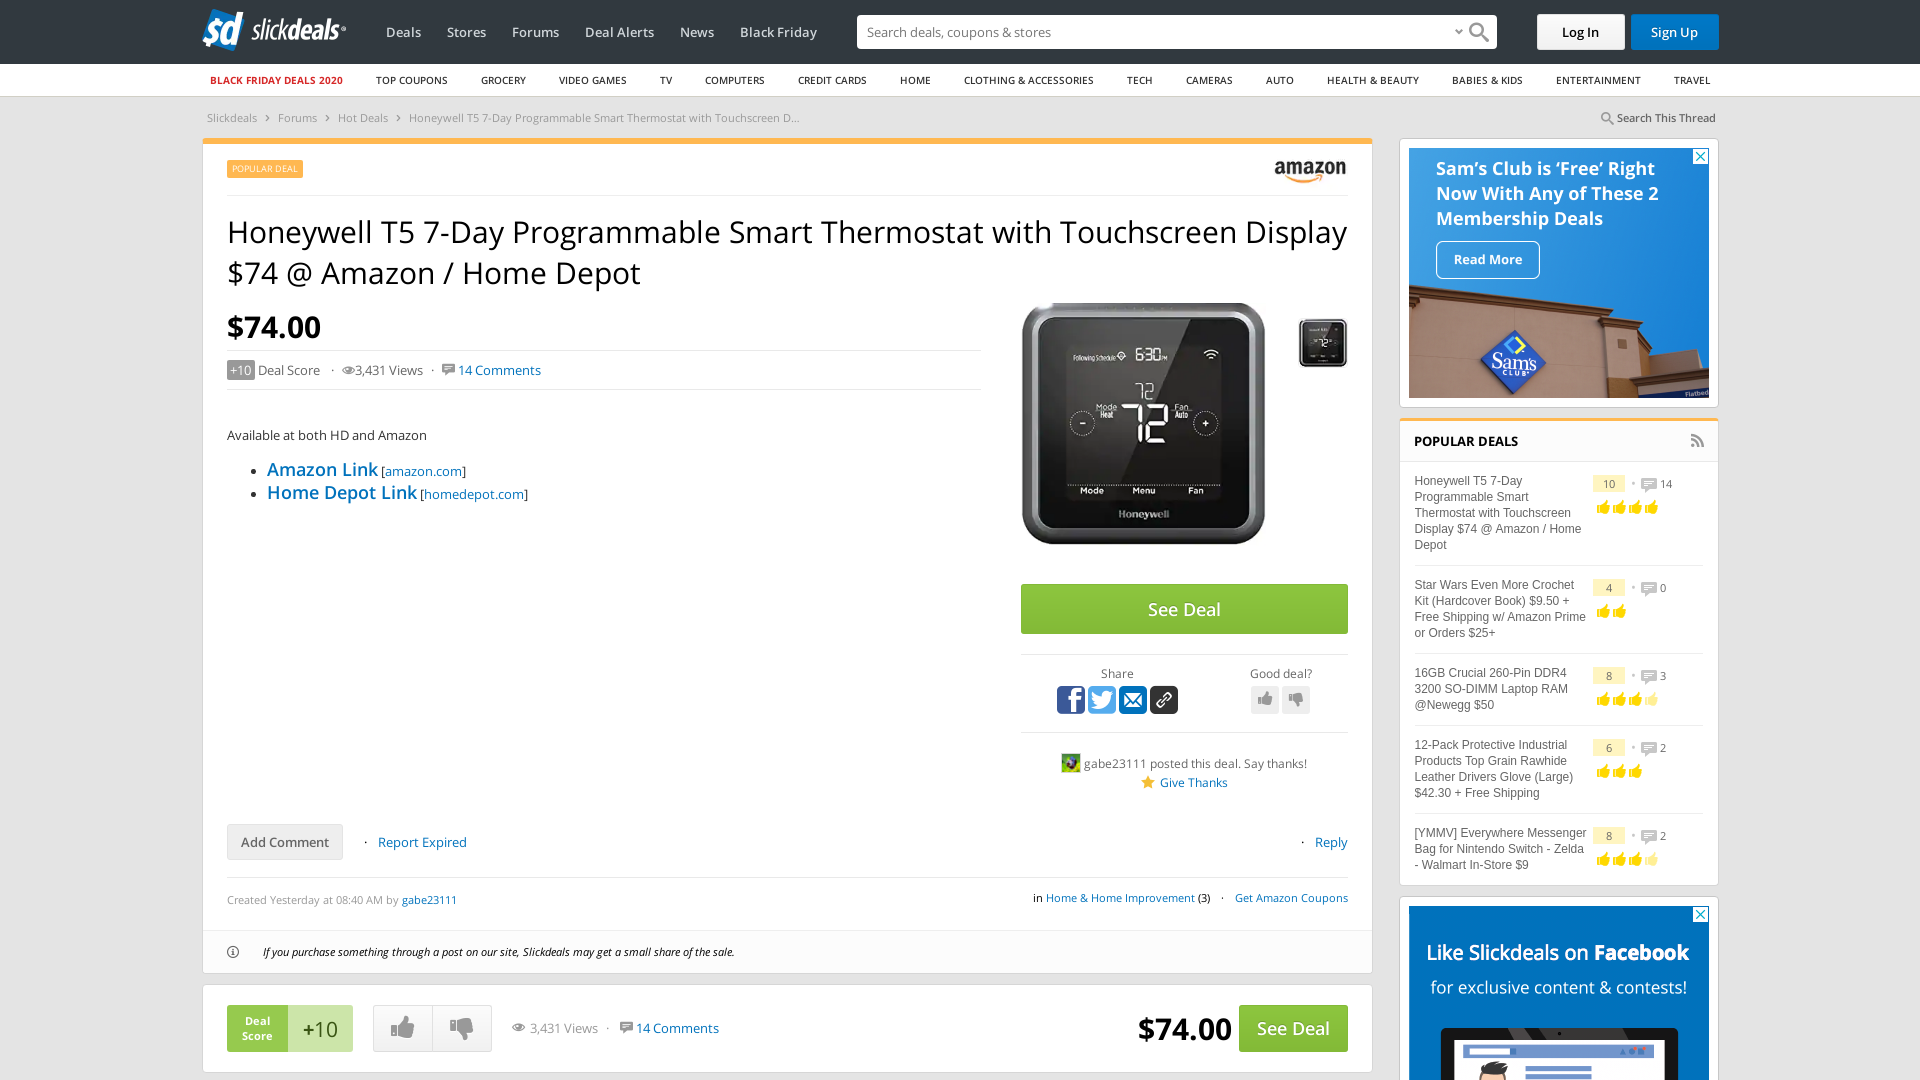 sd slickdeals
Deals Stores Forums Deal Alerts News Black Friday
Search deals, coupons & stores
Log In Sign Up
BLACK FRIDAY DEALS 2020 TOP COUPONS GROCERY VIDEO GAMES TV COMPUTERS CREDIT CARDS HOME CLOTHING & ACCESSORIES TECH CAMERAS AUTO HEALTH & BEAUTY BABIES & KIDS ENTERTAINMENT TRAVEL
Slickdeals › Forums › Hot Deals › Honeywell T5 7-Day Programmable Smart Thermostat with Touchscreen D...
Search This Thread
POPULAR DEAL
amazon
Honeywell T5 7-Day Programmable Smart Thermostat with Touchscreen Display
$74 @ Amazon / Home Depot
$74.00
+10 Deal Score · 3,431 Views · 14 Comments
Available at both HD and Amazon
• Amazon Link [amazon.com]
• Home Depot Link [homedepot.com]
Following Schedule 6:30 PM
72
Mode
Heat
72
Fan
Auto
- +
Mode Menu Fan
Honeywell
See Deal
Share
Good deal?
gabe23111 posted this deal. Say thanks!
Give Thanks
Add Comment · Report Expired
· Reply
Created Yesterday at 08:40 AM by gabe23111
in Home & Home Improvement (3) · Get Amazon Coupons
If you purchase something through a post on our site, Slickdeals may get a small share of the sale.
Deal
Score
+10
3,431 Views · 14 Comments
$74.00
See Deal
Sam's Club is ‘Free’ Right
Now With Any of These 2
Membership Deals
Read More
Sam's
CLUB
Flatbed
POPULAR DEALS
Honeywell T5 7-Day
Programmable Smart
Thermostat with Touchscreen
Display $74 @ Amazon / Home
Depot
10 • 14
Star Wars Even More Crochet
Kit (Hardcover Book) $9.50 +
Free Shipping w/ Amazon Prime
or Orders $25+
4 • 0
16GB Crucial 260-Pin DDR4
3200 SO-DIMM Laptop RAM
@Newegg $50
8 • 3
12-Pack Protective Industrial
Products Top Grain Rawhide
Leather Drivers Glove (Large)
$42.30 + Free Shipping
6 • 2
[YMMV] Everywhere Messenger
Bag for Nintendo Switch - Zelda
- Walmart In-Store $9
8 • 2
Like Slickdeals on Facebook
for exclusive content & contests!